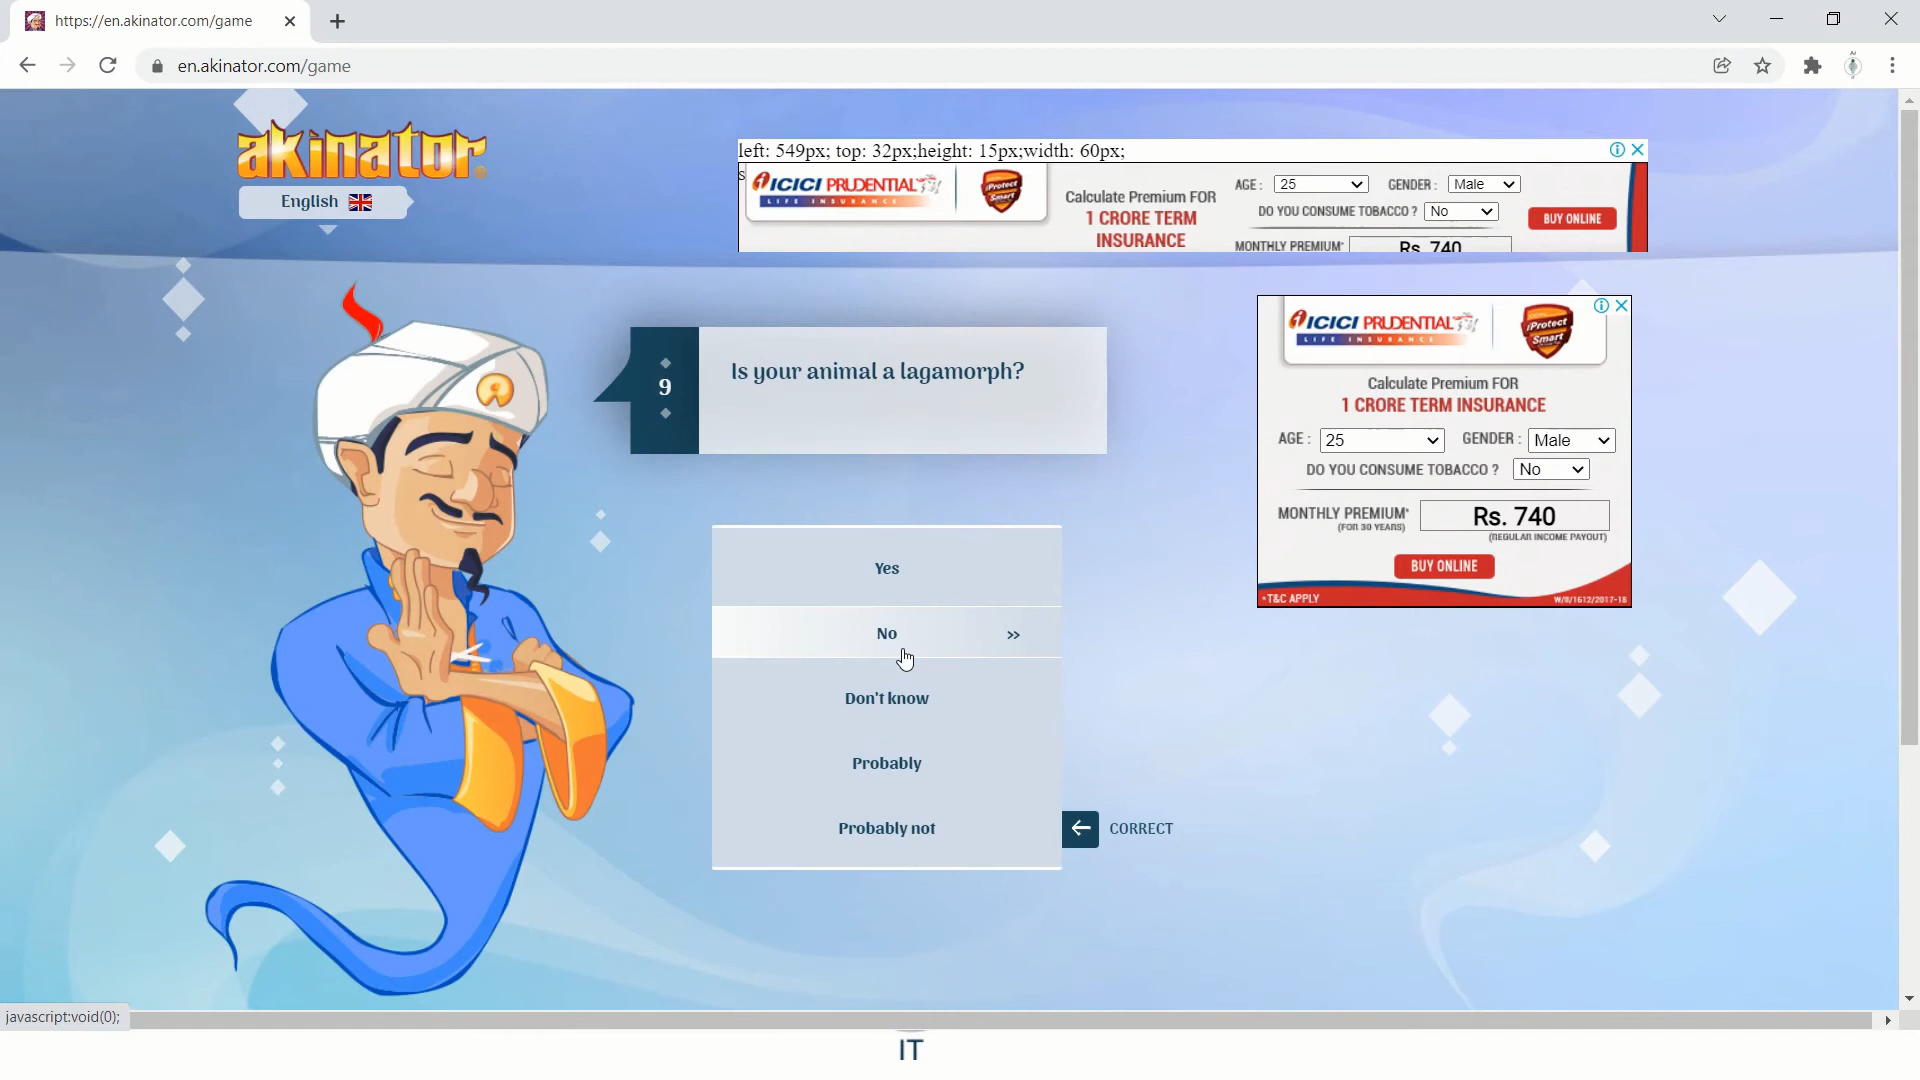 https://en.akinator.com/game
en.akinator.com/game
akinator.
English
left: 549px; top: 32px;height: 15px;width: 60px;
s
ICICI PRUDENTIAL
LIFE INSURANCE
iProtect
Smart
Calculate Premium FOR
1 CRORE TERM
INSURANCE
AGE : 25 GENDER : Male
DO YOU CONSUME TOBACCO ? No
MONTHLY PREMIUM* Rs. 740
BUY ONLINE
9
Is your animal a lagamorph?
Yes
No >>
Don't know
Probably
Probably not
CORRECT
ICICI PRUDENTIAL
LIFE INSURANCE
iProtect
Smart
Calculate Premium FOR
1 CRORE TERM INSURANCE
AGE : 25 GENDER : Male
DO YOU CONSUME TOBACCO ? No
MONTHLY PREMIUM* Rs. 740
(FOR 30 YEARS)
(REGULAR INCOME PAYOUT)
BUY ONLINE
*T&C APPLY
W/II/1612/2017-18
javascript:void(0);
IT